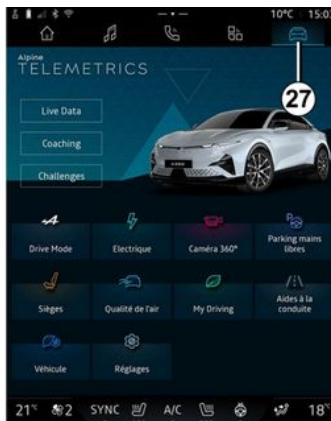 10°C 15:02
27
Alpine
TELEMETRICS
Live Data
Coaching
Challenges
Drive Mode
Electrique
Caméra 360°
Parking mains
libres
Sièges
Qualité de l'air
My Driving
Aides à la
conduite
Véhicule
Réglages
21°C 2 SYNC A/C 18°